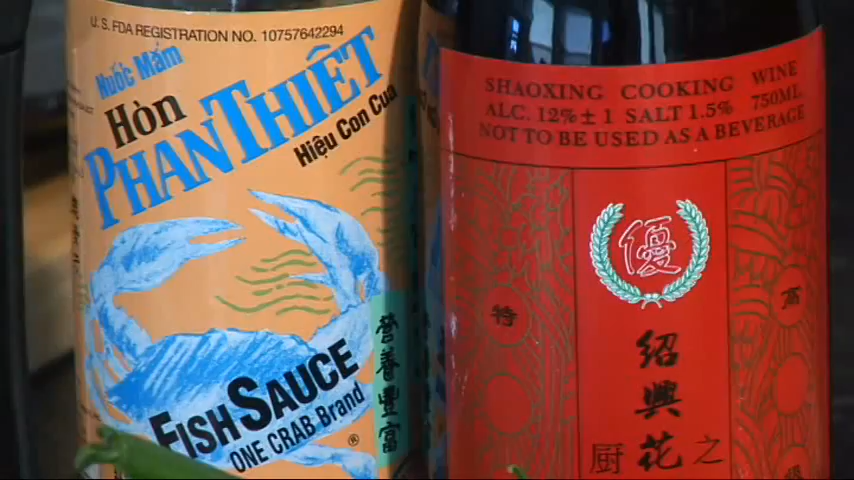 U. S. FDA REGISTRATION NO. 10757642294
Nước Mắm
Hòn
PHAN THIẾT
Hiệu Con Cua
營養豐富
FISH SAUCE
ONE CRAB Brand
®
SHAOXING COOKING WINE
ALC. 12% ± 1 SALT 1.5% 750ML
NOT TO BE USED AS A BEVERAGE
優
特
高
紹興花
厨
之
級